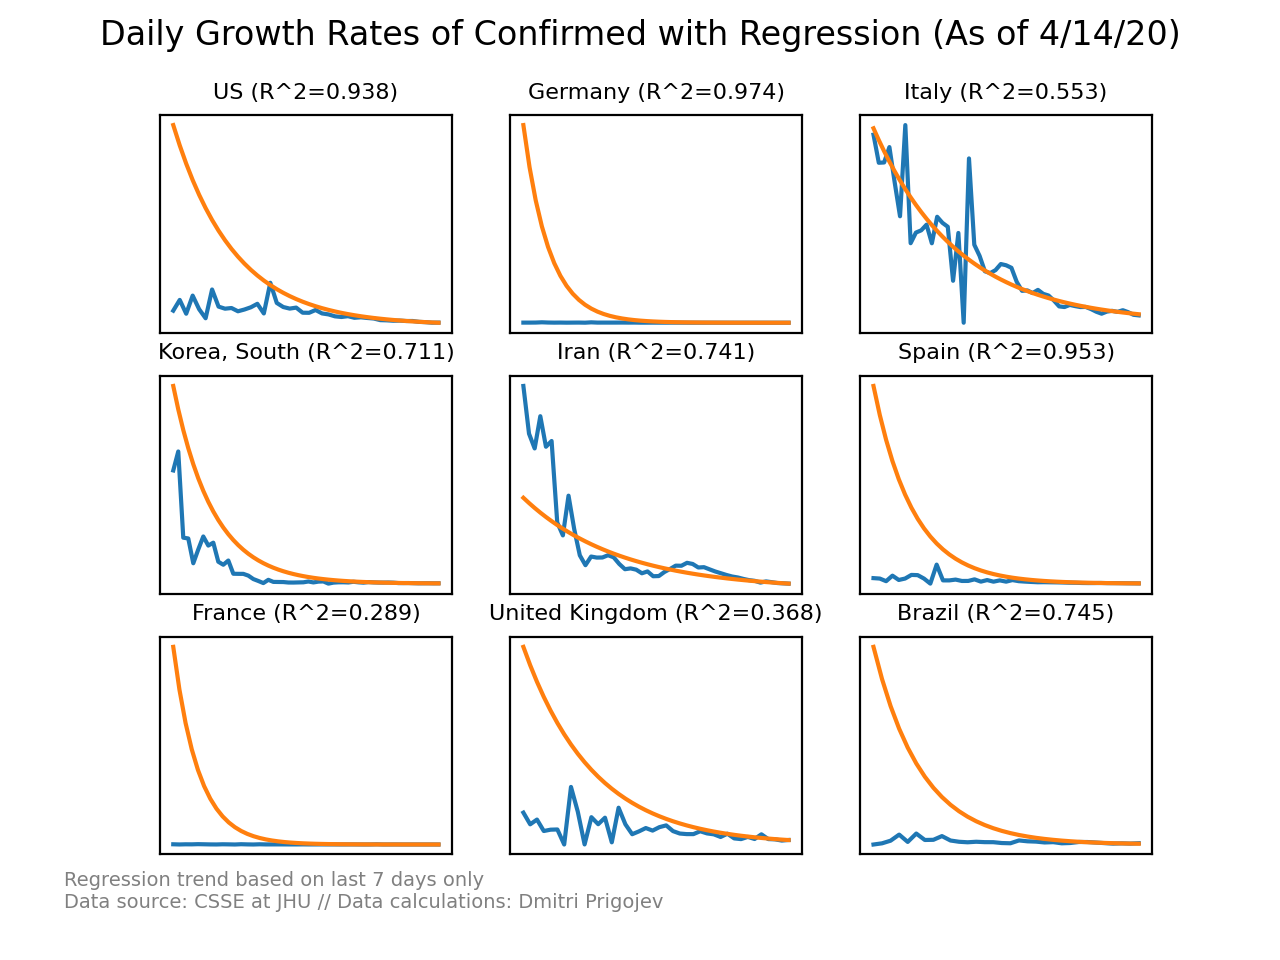 Daily Growth Rates of Confirmed with Regression (As of 4/14/20)
US (R^2=0.938)
Germany (R^2=0.974)
Italy (R^2=0.553)
Korea, South (R^2=0.711)
Iran (R^2=0.741)
Spain (R^2=0.953)
France (R^2=0.289)
United Kingdom (R^2=0.368)
Brazil (R^2=0.745)
Regression trend based on last 7 days only
Data source: CSSE at JHU // Data calculations: Dmitri Prigojev